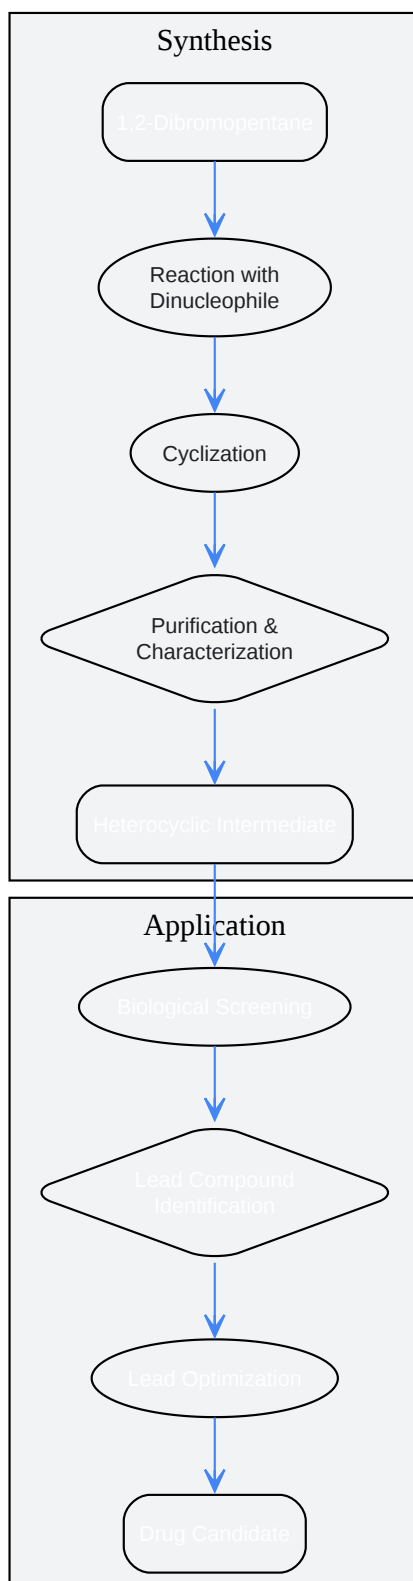 Synthesis
1,2-Dibromopentane
Reaction with
Dinucleophile
Cyclization
Purification &
Characterization
Heterocyclic Intermediate
Application
Biological Screening
Lead Compound
Identification
Lead Optimization
Drug Candidate